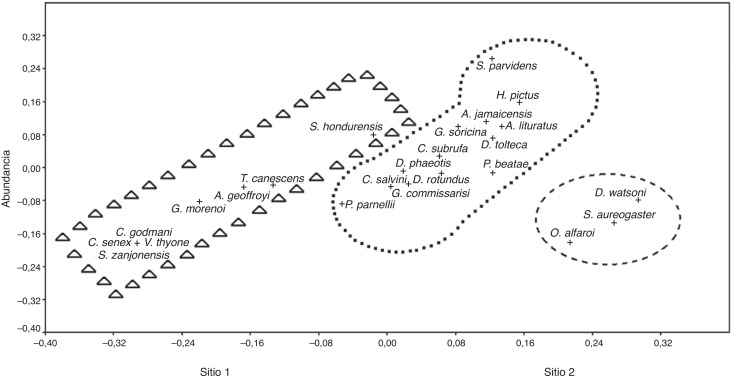 0,32
0,24
0,16
0,08
0,00
–0,08
–0,16
–0,24
–0,32
–0,40
Abundancia
S. parvidens
H. pictus
A. jamaicensis
A. lituratus
S. hondurensis
G. soricina
D. tolteca
C. subrufa
D. phaeotis
P. beatae
T. canescens
C. salvini
D. rotundus
A. geoffroyi
G. commissarisi
D. watsoni
G. morenoi
P. parnellii
S. aureogaster
C. godmani
O. alfaroi
C. senex
V. thyone
S. zanjonensis
–0,40 –0,32 –0,24 –0,16 –0,08 0,00 0,08 0,16 0,24 0,32
Sitio 1 Sitio 2